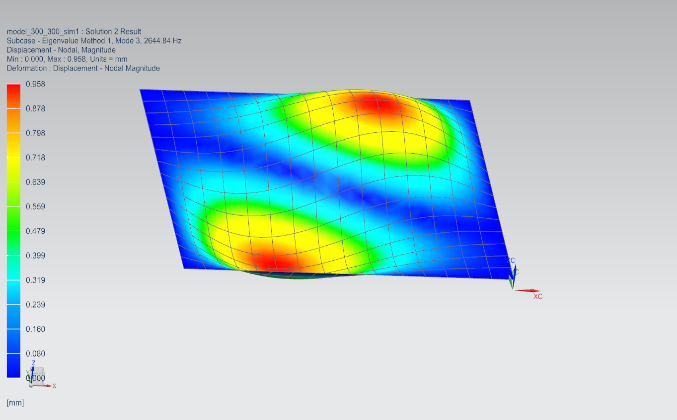 model_300_300_sim1 : Solution 2 Result
Subcase - Eigenvalue Method 1, Mode 3, 2644.84 Hz
Displacement - Nodal, Magnitude
Min : 0.000, Max : 0.958, Units = mm
Deformation : Displacement - Nodal Magnitude
0.958
0.878
0.798
0.718
0.639
0.559
0.479
0.399
0.319
0.239
0.160
0.080
0.000
[mm]
Z
X
XC